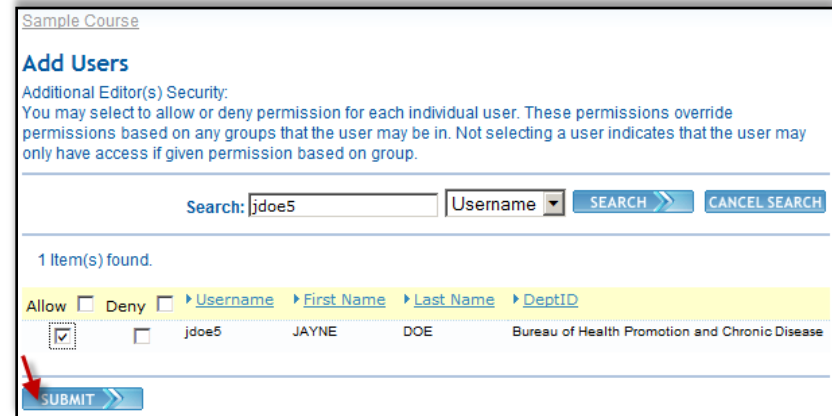 Sample Course
Add Users
Additional Editor(s) Security:
You may select to allow or deny permission for each individual user. These permissions override
permissions based on any groups that the user may be in. Not selecting a user indicates that the user may
only have access if given permission based on group.
Search: jdoe5 Username SEARCH CANCEL SEARCH
1 Item(s) found.
Allow Deny Username First Name Last Name DeptID
jdoe5 JAYNE DOE Bureau of Health Promotion and Chronic Disease
SUBMIT